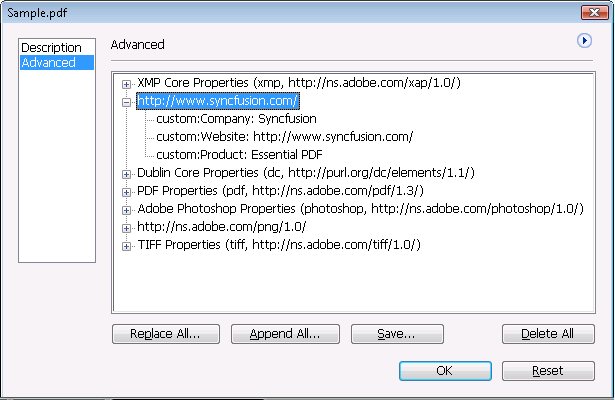 Sample.pdf
Description
Advanced
Advanced
XMP Core Properties (xmp, http://ns.adobe.com/xap/1.0/)
http://www.syncfusion.com/
custom:Company: Syncfusion
custom:Website: http://www.syncfusion.com/
custom:Product: Essential PDF
Dublin Core Properties (dc, http://purl.org/dc/elements/1.1/)
PDF Properties (pdf, http://ns.adobe.com/pdf/1.3/)
Adobe Photoshop Properties (photoshop, http://ns.adobe.com/photoshop/1.0/)
http://ns.adobe.com/png/1.0/
TIFF Properties (tiff, http://ns.adobe.com/tiff/1.0/)
Replace All... Append All... Save... Delete All
OK Reset